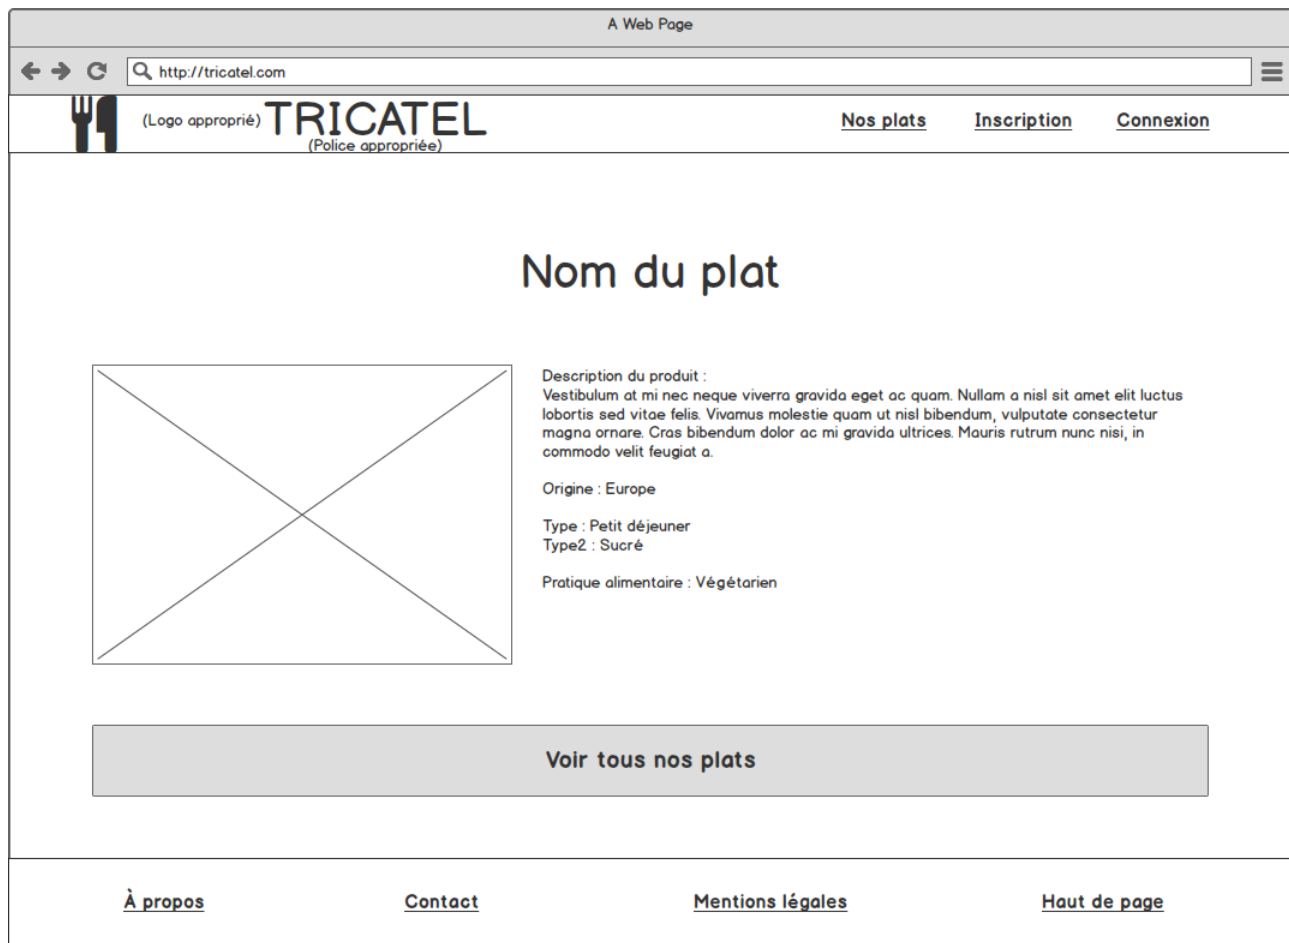 A Web Page
http://tricatel.com
(Logo approprié) TRICATEL
(Police appropriée)
Nos plats Inscription Connexion
Nom du plat
Description du produit :
Vestibulum at mi nec neque viverra gravida eget ac quam. Nullam a nisl sit amet elit luctus
lobortis sed vitae felis. Vivamus molestie quam ut nisl bibendum, vulputate consectetur
magna ornare. Cras bibendum dolor ac mi gravida ultrices. Mauris rutrum nunc nisi, in
commodo velit feugiat a.
Origine : Europe
Type : Petit déjeuner
Type2 : Sucré
Pratique alimentaire : Végétarien
Voir tous nos plats
À propos Contact Mentions légales Haut de page